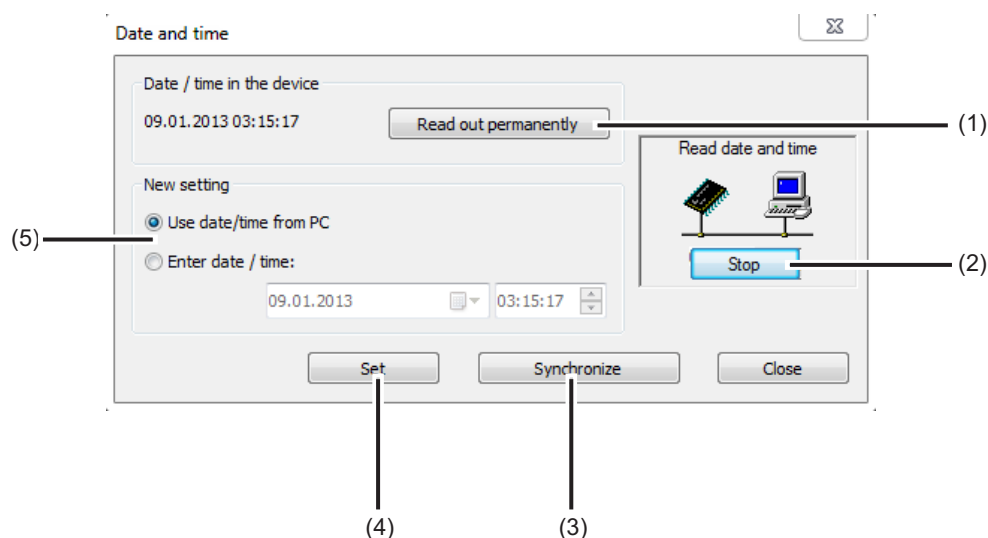 Date and time
Date / time in the device
09.01.2013 03:15:17
Read out permanently
(1)
Read date and time
New setting
Use date/time from PC
(5)
Enter date / time:
Stop
(2)
09.01.2013
03:15:17
Set
Synchronize
Close
(4)
(3)